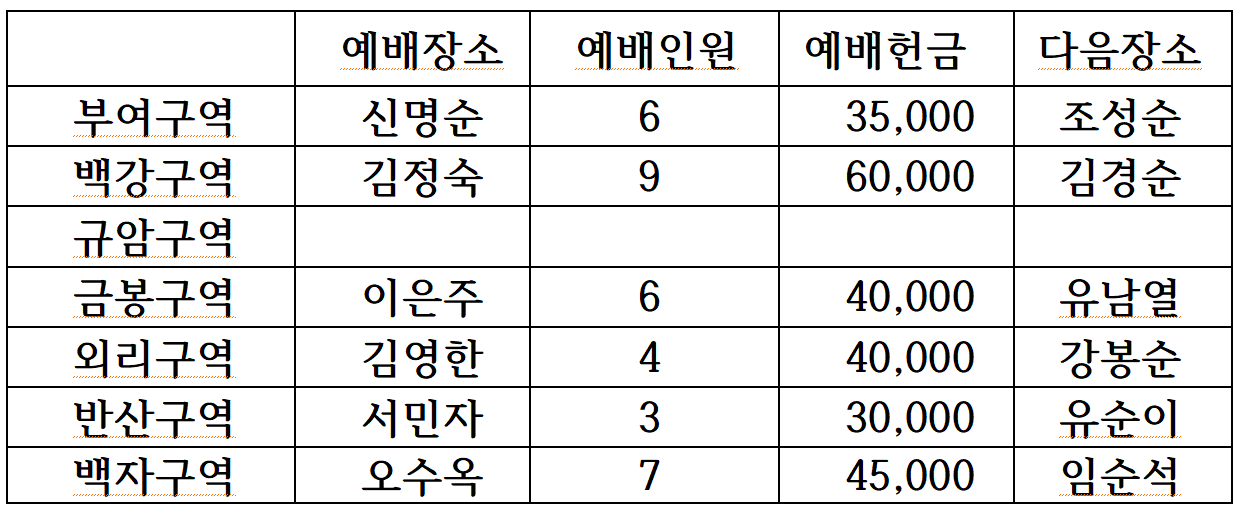 예배장소 예배인원 예배헌금 다음장소
부여구역 신명순 6 35,000 조성순
백강구역 김정숙 9 60,000 김경순
규암구역
금봉구역 이은주 6 40,000 유남열
외리구역 김영한 4 40,000 강봉순
반산구역 서민자 3 30,000 유순이
백자구역 오수옥 7 45,000 임순석